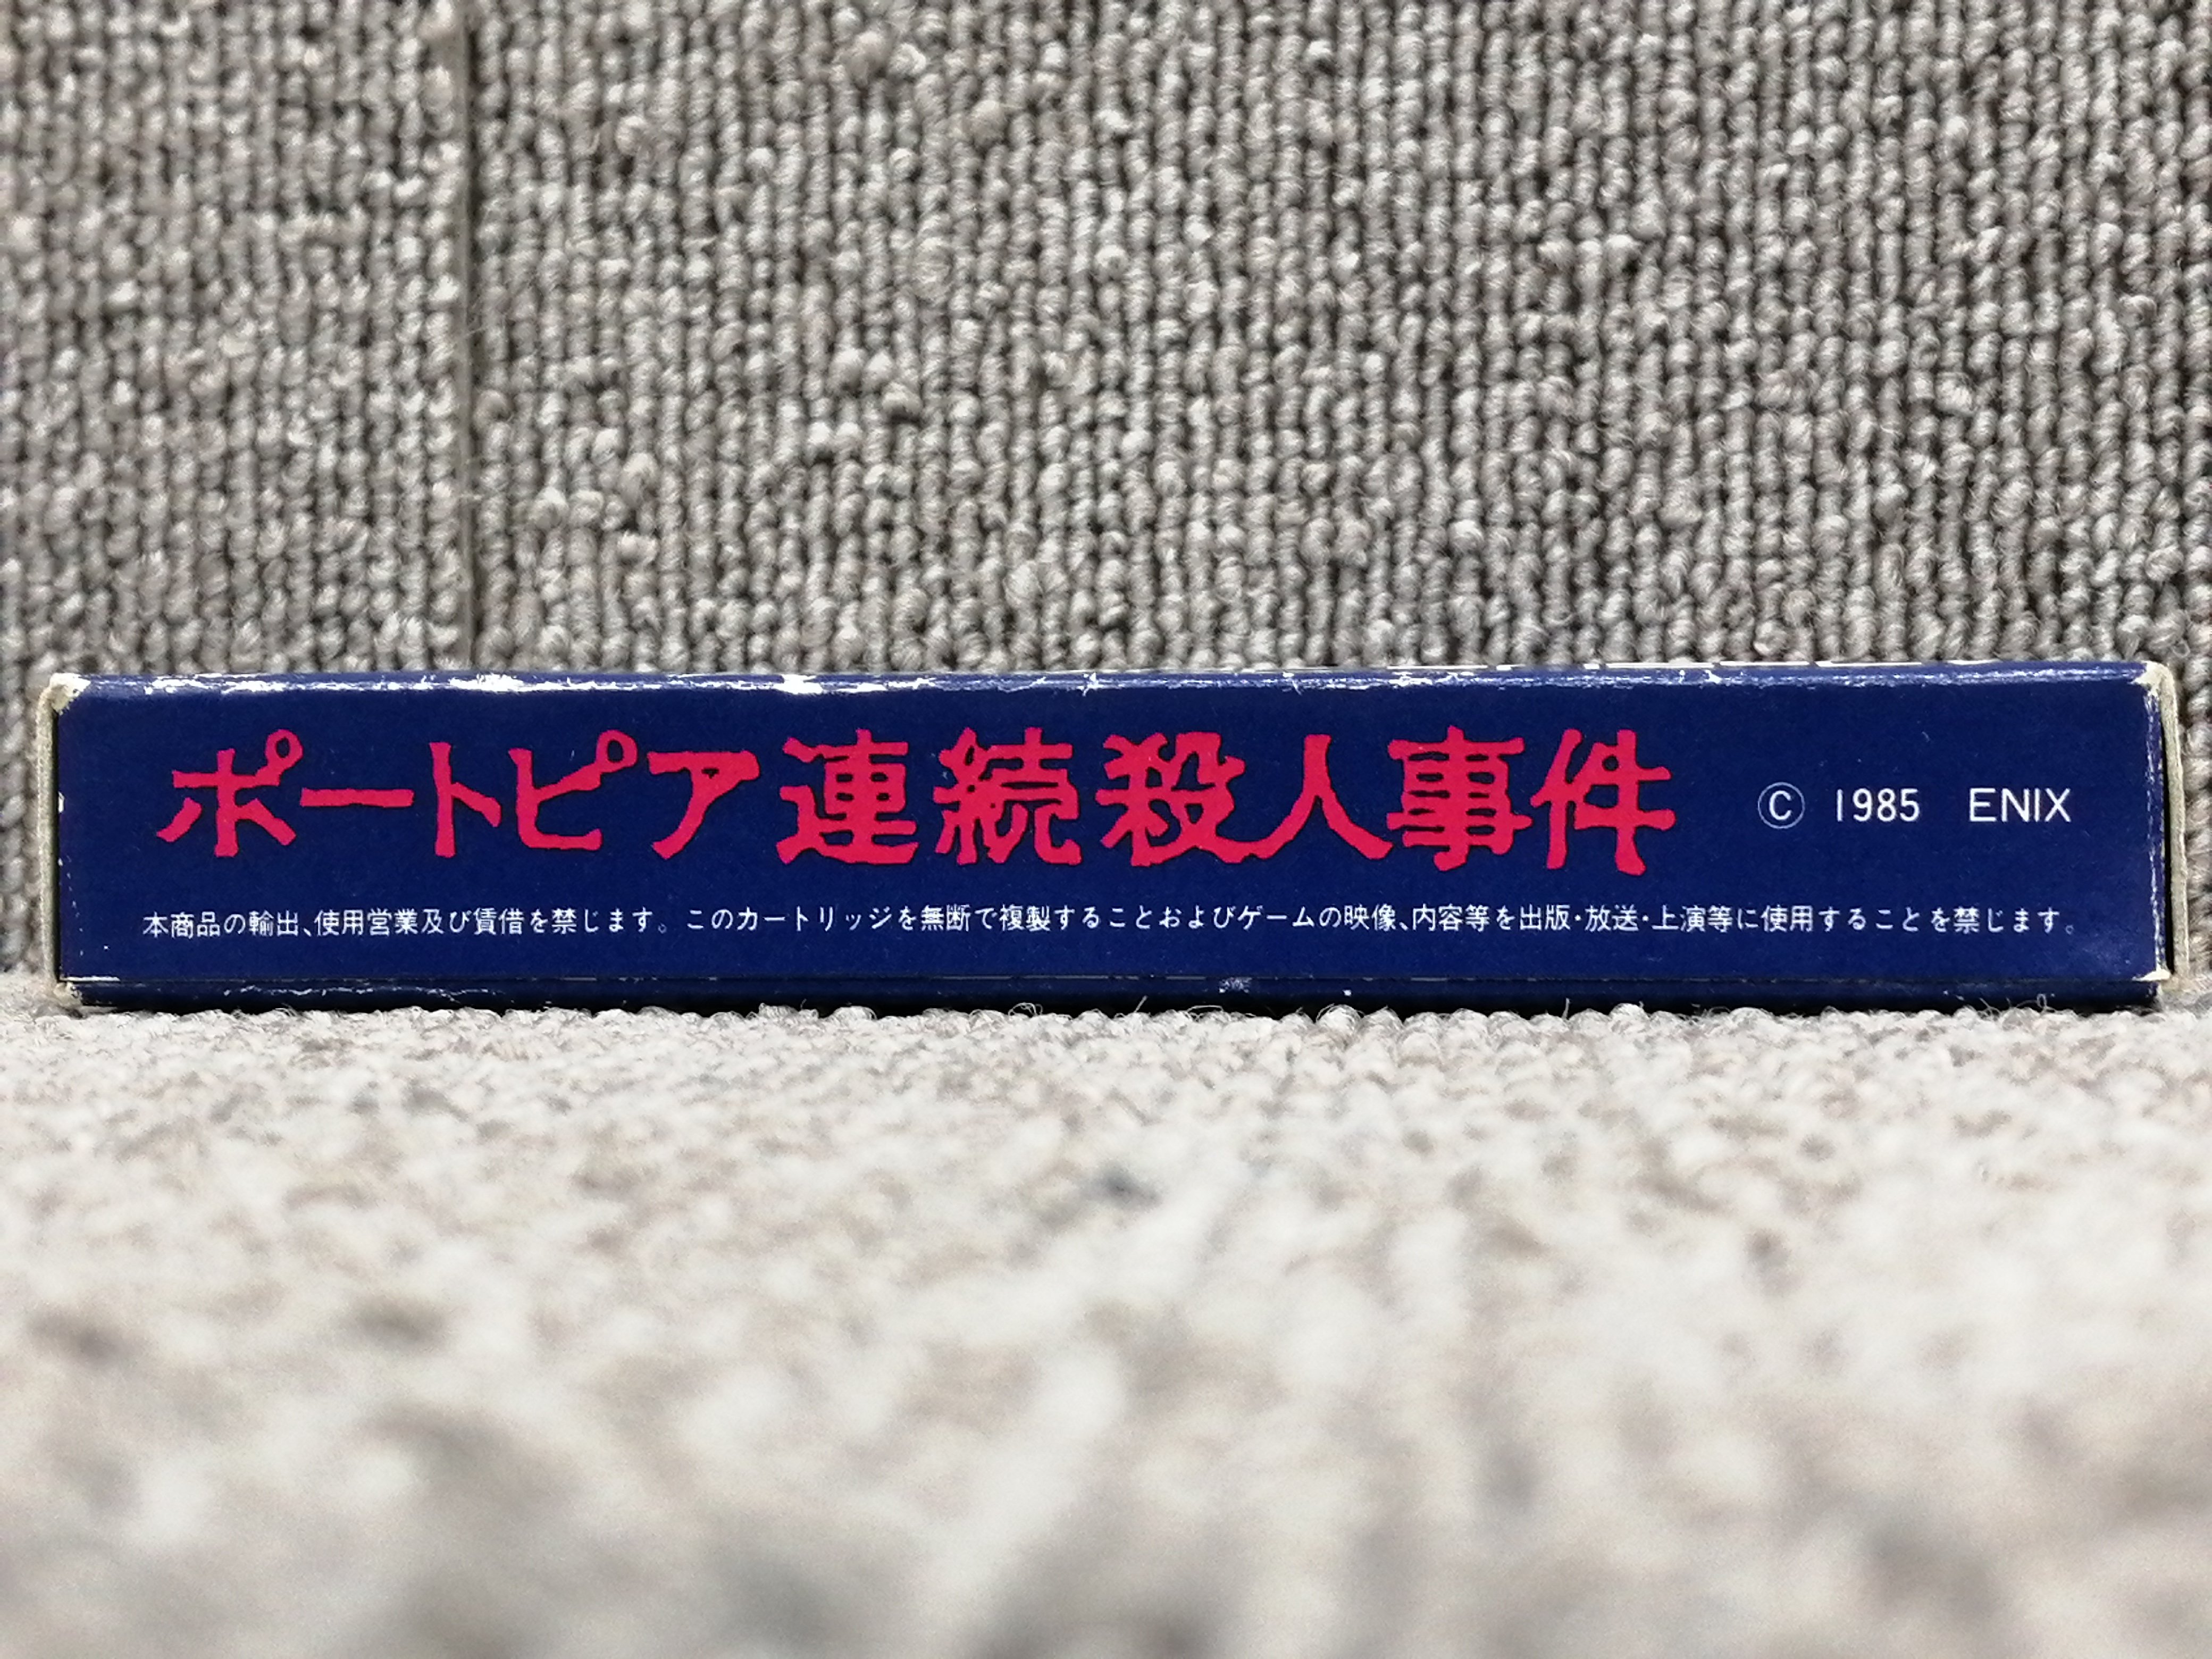 ポートピア連続殺人事件 Ⓒ 1985 ENIX
本商品の輸出、使用営業及び賃借を禁じます。このカートリッジを無断で複製することおよびゲームの映像、内容等を出版・放送・上演等に使用することを禁じます。